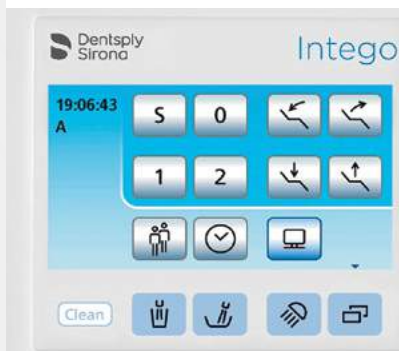 Dentsply
Sirona
Intego
19:06:43
A
S
0
1
2
Clean